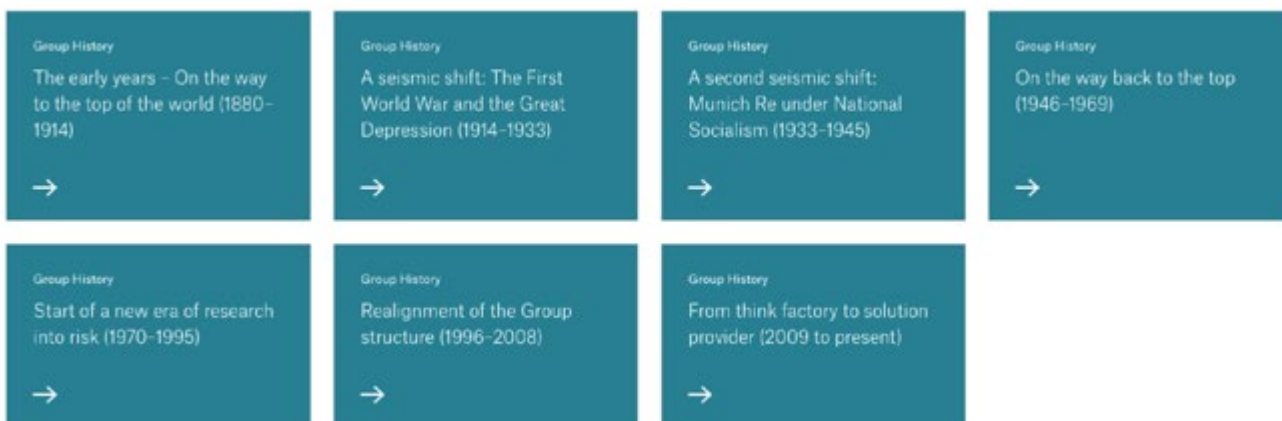 Group History
The early years – On the way
to the top of the world (1880–
1914)
→
Group History
A seismic shift: The First
World War and the Great
Depression (1914–1933)
→
Group History
A second seismic shift:
Munich Re under National
Socialism (1933–1945)
→
Group History
On the way back to the top
(1946–1969)
→
Group History
Start of a new era of research
into risk (1970–1995)
→
Group History
Realignment of the Group
structure (1996–2008)
→
Group History
From think factory to solution
provider (2009 to present)
→